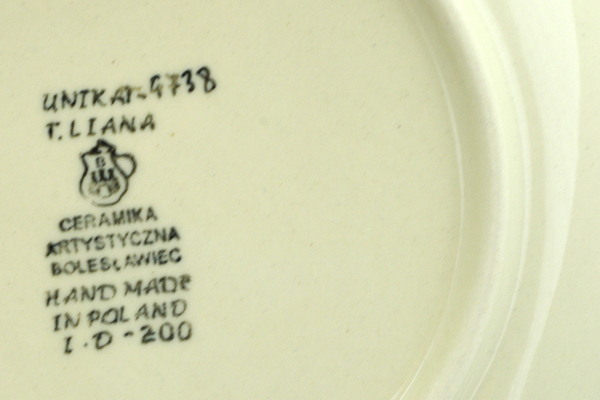 UNIKAT-4738
T. LIANA
B
CERAMIKA
ARTYSTYCZNA
BOLESŁAWIEC
HAND MADE
IN POLAND
I.D-200